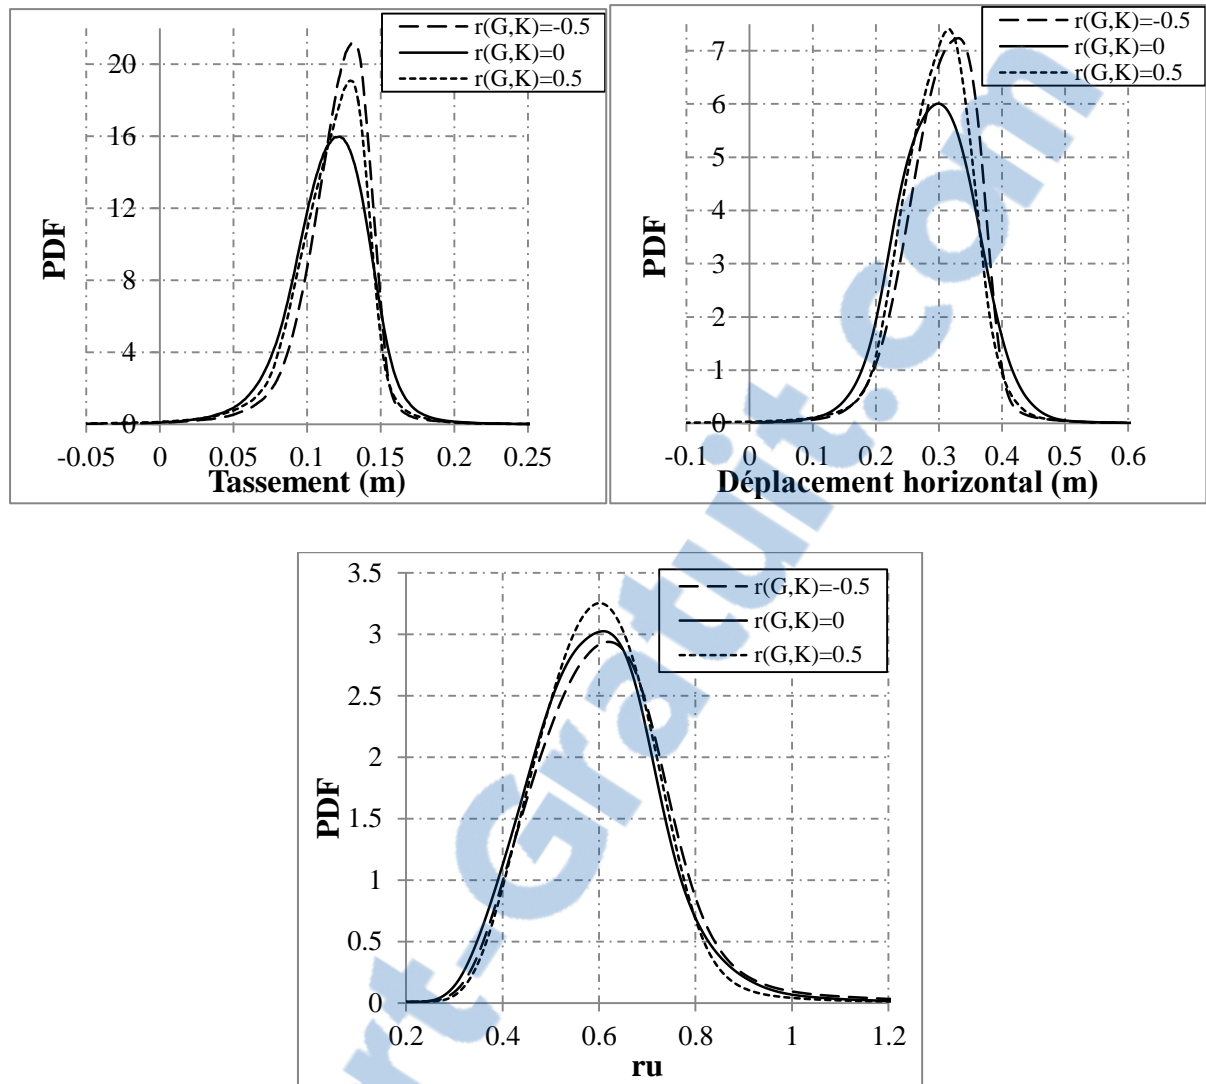 r(G,K)=-0.5
r(G,K)=0
r(G,K)=0.5
20
16
12
8
4
0
PDF
-0.05 0 0.05 0.1 0.15 0.2 0.25
Tassement (m)
r(G,K)=-0.5
r(G,K)=0
r(G,K)=0.5
7
6
5
4
3
2
1
0
PDF
-0.1 0 0.1 0.2 0.3 0.4 0.5 0.6
Déplacement horizontal (m)
r(G,K)=-0.5
r(G,K)=0
r(G,K)=0.5
3.5
3
2.5
2
1.5
1
0.5
0
PDF
0.2 0.4 0.6 0.8 1 1.2
ru
rt-Gratuit.com